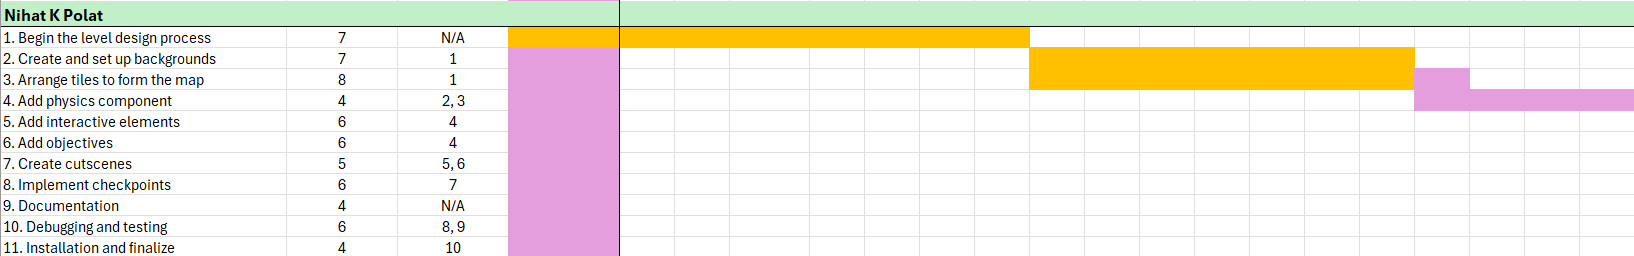 Nihat K Polat
1. Begin the level design process 7 N/A
2. Create and set up backgrounds 7 1
3. Arrange tiles to form the map 8 1
4. Add physics component 4 2, 3
5. Add interactive elements 6 4
6. Add objectives 6 4
7. Create cutscenes 5 5, 6
8. Implement checkpoints 6 7
9. Documentation 4 N/A
10. Debugging and testing 6 8, 9
11. Installation and finalize 4 10